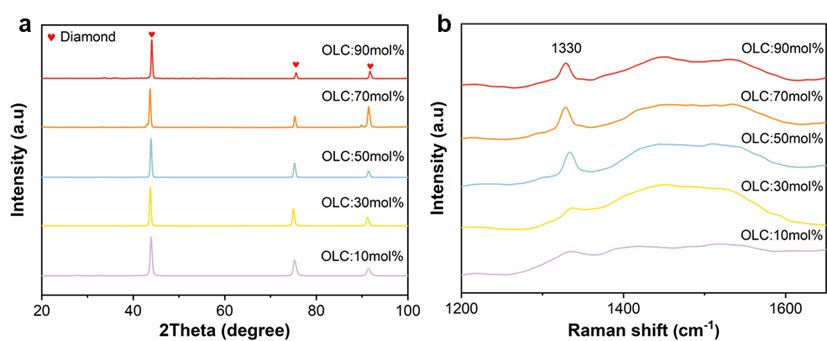 a
♥ Diamond
OLC:90mol%
OLC:70mol%
OLC:50mol%
OLC:30mol%
OLC:10mol%
Intensity (a.u)
20 40 60 80 100
2Theta (degree)
b
1330
OLC:90mol%
OLC:70mol%
OLC:50mol%
OLC:30mol%
OLC:10mol%
Intensity (a.u)
1200 1400 1600
Raman shift (cm⁻¹)